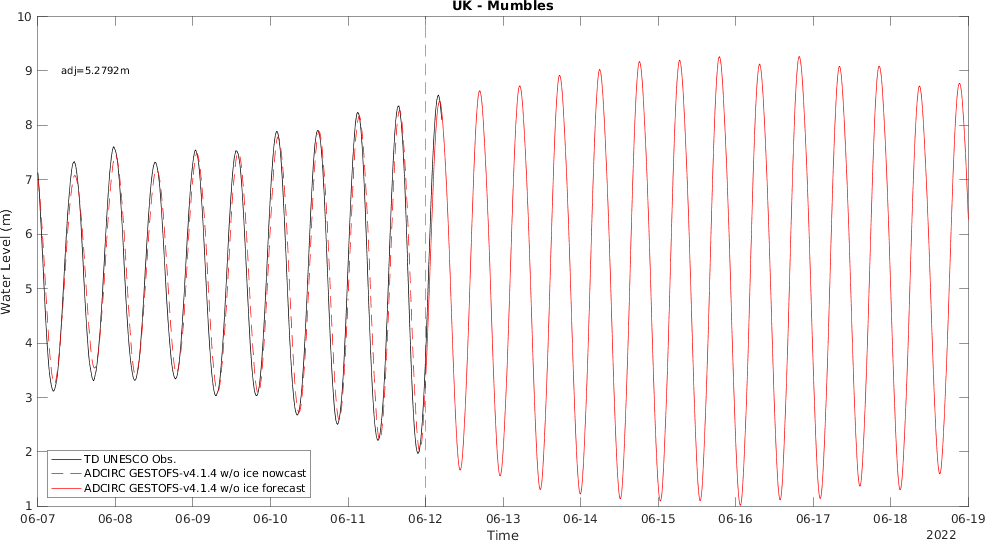 UK - Mumbles
10
9
8
7
6
5
4
3
2
1
Water Level (m)
adj=5.2792m
TD UNESCO Obs.
ADCIRC GESTOFS-v4.1.4 w/o ice nowcast
ADCIRC GESTOFS-v4.1.4 w/o ice forecast
06-07 06-08 06-09 06-10 06-11 06-12 06-13 06-14 06-15 06-16 06-17 06-18 06-19
Time
2022